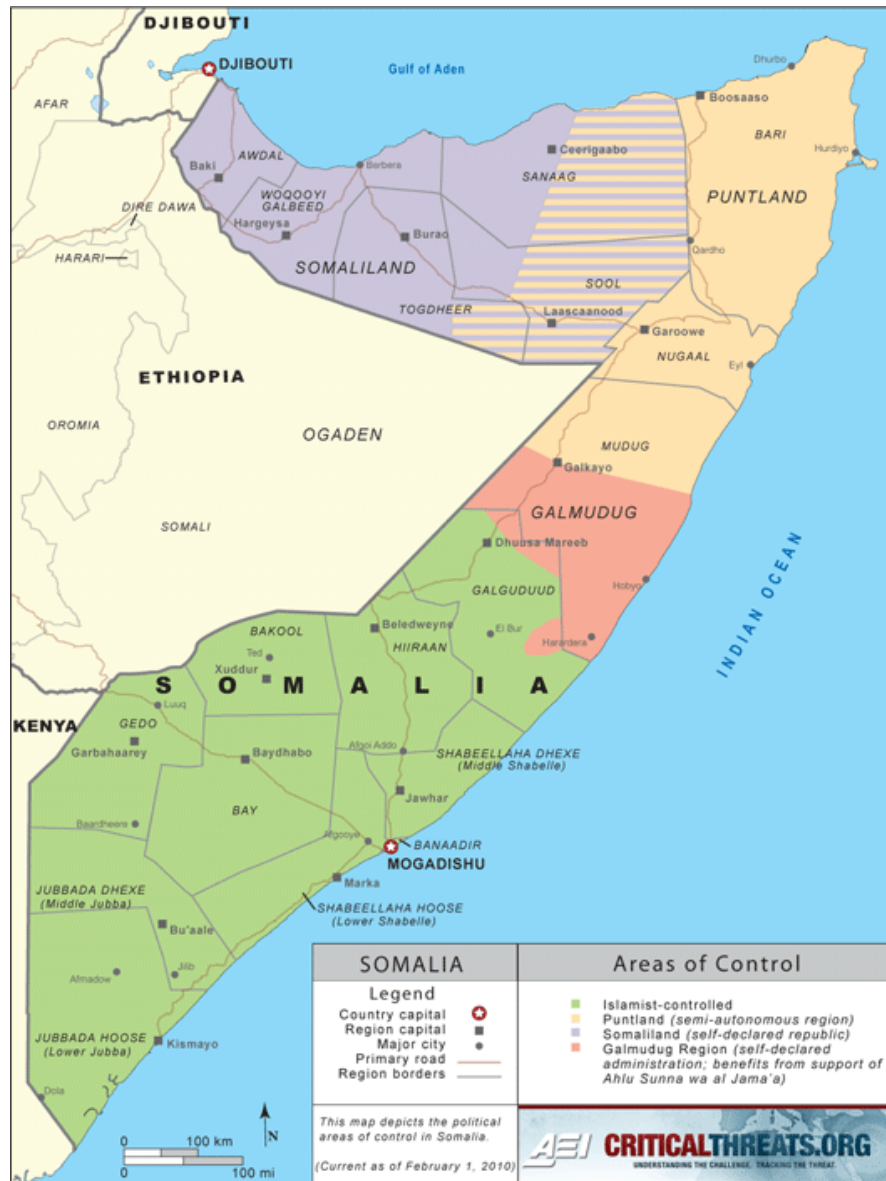 DJIBOUTI
DJIBOUTI
Gulf of Aden
Dhurbo
AFAR
Boosaaso
BARI
AWDAL
Ceerigaabo
Hurdiyo
Berbera
Baki
SANAAG
WOQOOYI
GALBEED
PUNTLAND
DIRE DAWA
Hargeysa
Burao
Qardho
HARARI
SOMALILAND
SOOL
TOGDHEER
Laascaanood
Garoowe
NUGAAL
Eyl
ETHIOPIA
OROMIA
OGADEN
MUDUG
Galkayo
GALMUDUG
SOMALI
Dhuusa Mareeb
INDIAN OCEAN
GALGUDUUD
Hobyo
BAKOOL
Beledweyne
El Bur
Harardera
HIIRAAN
Ted
Xuddur
SOMALIA
KENYA
Luuq
GEDO
Garbahaarey
Baydhabo
Afgoi Addo
SHABEELLAHA DHEXE
(Middle Shabelle)
Jawhar
BAY
Baardheere
Afgooye
BANAADIR
MOGADISHU
Marka
JUBBADA DHEXE
(Middle Jubba)
SHABEELLAHA HOOSE
(Lower Shabelle)
Bu'aale
Afmadow
Jilib
JUBBADA HOOSE
(Lower Jubba)
Kismayo
Dola
0 100 km
0 100 mi
N
SOMALIA
Legend
Country capital
Region capital
Major city
Primary road
Region borders
This map depicts the political
areas of control in Somalia.
(Current as of February 1, 2010)
Areas of Control
Islamist-controlled
Puntland (semi-autonomous region)
Somaliland (self-declared republic)
Galmudug Region (self-declared
administration; benefits from support of
Ahlu Sunna wa al Jama'a)
AEI CRITICALTHREATS.ORG
UNDERSTANDING THE CHALLENGE. TRACKING THE THREAT.